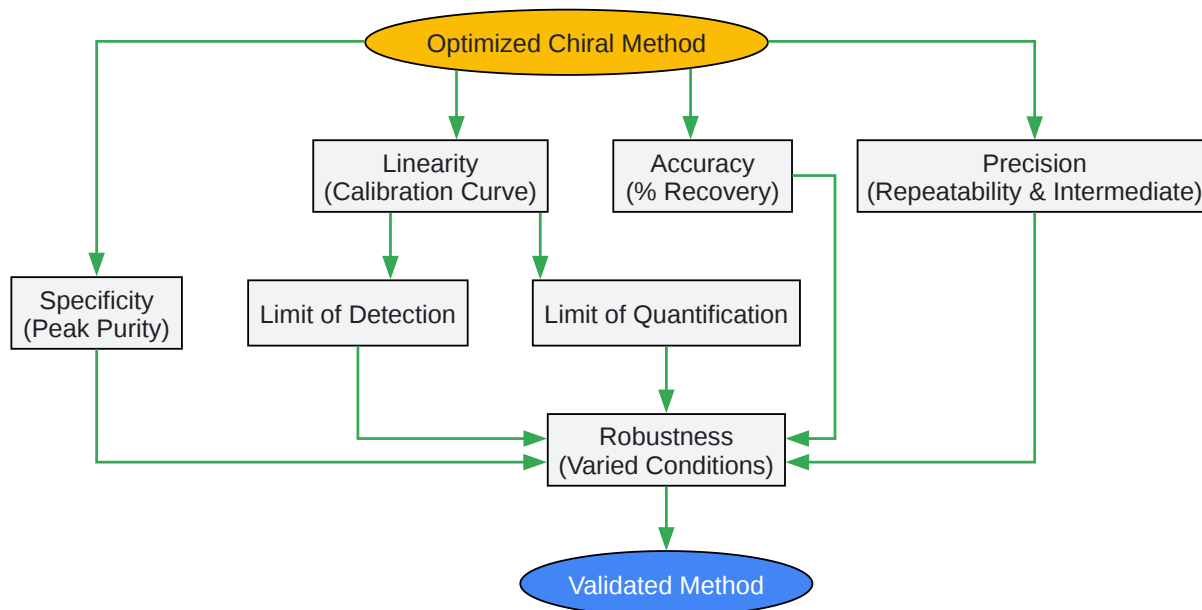 Optimized Chiral Method
Linearity
(Calibration Curve)
Accuracy
(% Recovery)
Precision
(Repeatability & Intermediate)
Specificity
(Peak Purity)
Limit of Detection
Limit of Quantification
Robustness
(Varied Conditions)
Validated Method